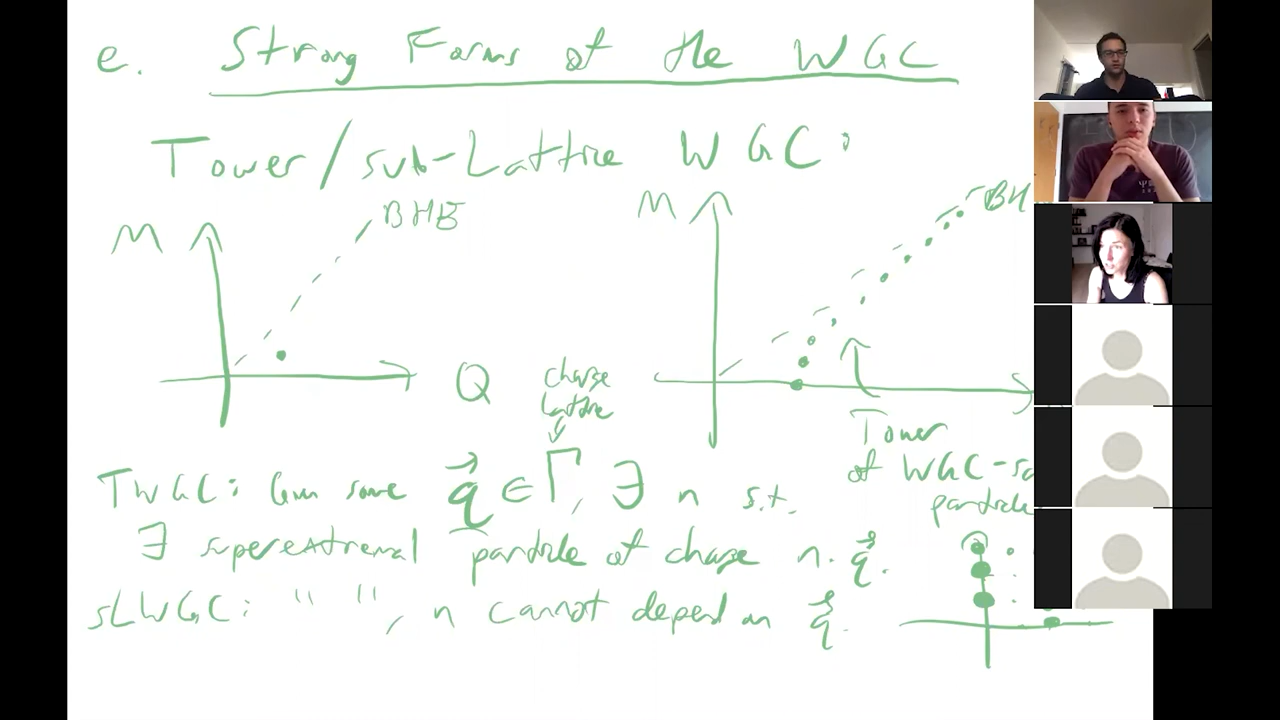 e. Strong Forms of the WGC
Tower/sub-Lattice WGC:
M
BHE
Q
M
BH
charge
lattice
Tower
of WGC-sa
particle
TWGC: Given some q⃗ ∈ Γ, ∃ n s.t.
∃ superextremal particle of charge n·q⃗.
sLWGC: " ", n cannot depend on q⃗.